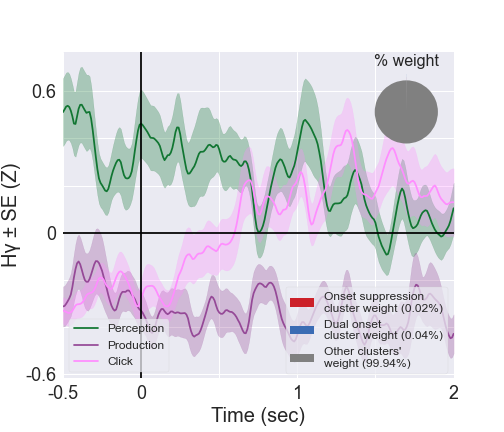 % weight
0.6
0
-0.6
Hγ ± SE (Z)
Perception
Production
Click
Onset suppression
cluster weight (0.02%)
Dual onset
cluster weight (0.04%)
Other clusters'
weight (99.94%)
-0.5
0
1
2
Time (sec)